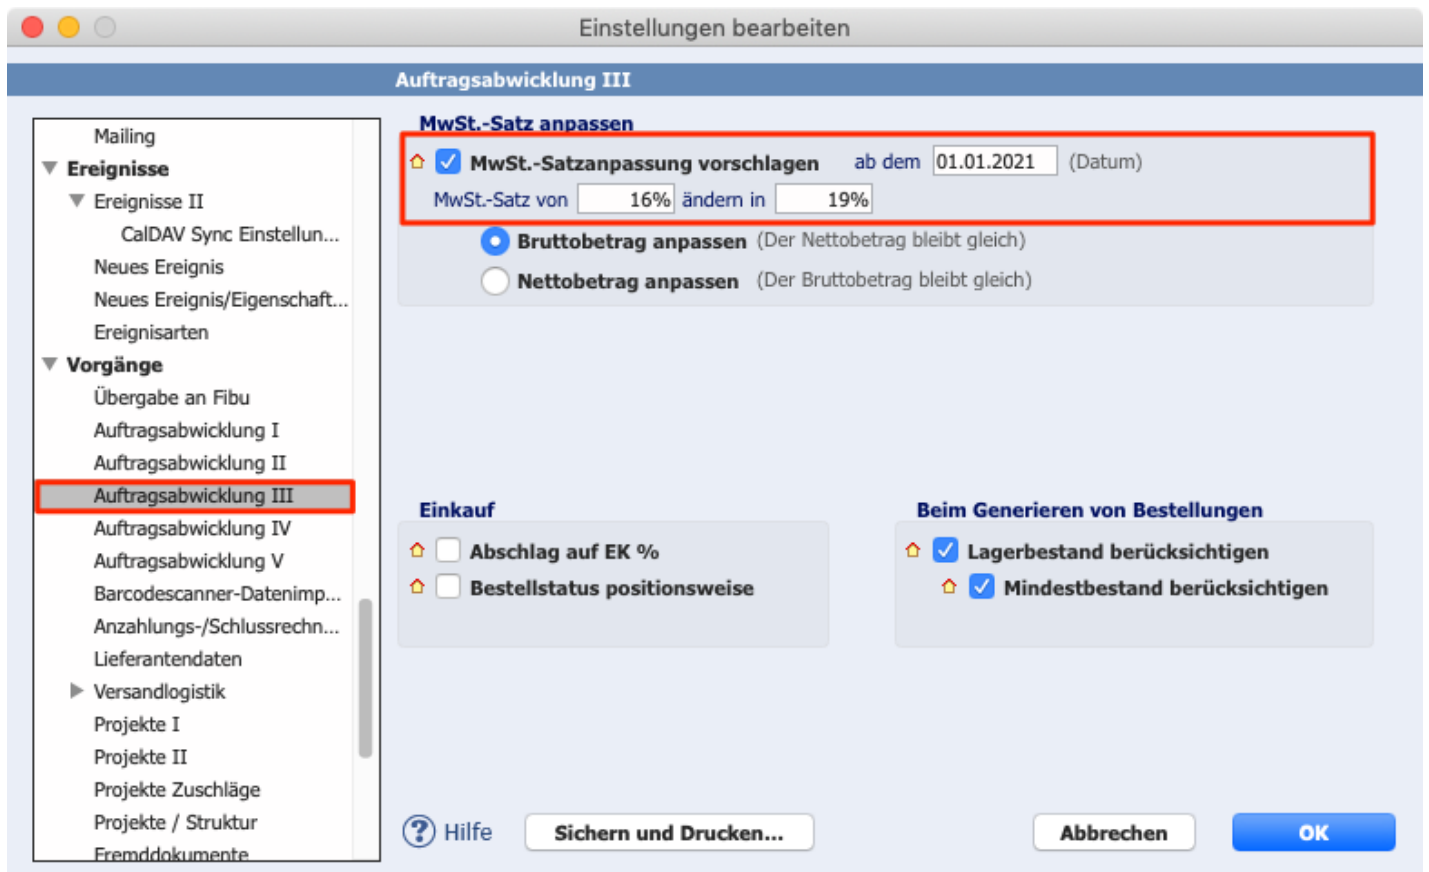 Einstellungen bearbeiten
Auftragsabwicklung III
Mailing
Ereignisse
Ereignisse II
CalDAV Sync Einstellun...
Neues Ereignis
Neues Ereignis/Eigenschaft...
Ereignisarten
Vorgänge
Übergabe an Fibu
Auftragsabwicklung I
Auftragsabwicklung II
Auftragsabwicklung III
Auftragsabwicklung IV
Auftragsabwicklung V
Barcodescanner-Datenimp...
Anzahlungs-/Schlussrechn...
Lieferantendaten
Versandlogistik
Projekte I
Projekte II
Projekte Zuschläge
Projekte / Struktur
Fremddokumente
MwSt.-Satz anpassen
MwSt.-Satzanpassung vorschlagen ab dem 01.01.2021 (Datum)
MwSt.-Satz von 16% ändern in 19%
Bruttobetrag anpassen (Der Nettobetrag bleibt gleich)
Nettobetrag anpassen (Der Bruttobetrag bleibt gleich)
Einkauf
Abschlag auf EK %
Bestellstatus positionsweise
Beim Generieren von Bestellungen
Lagerbestand berücksichtigen
Mindestbestand berücksichtigen
? Hilfe
Sichern und Drucken...
Abbrechen
OK